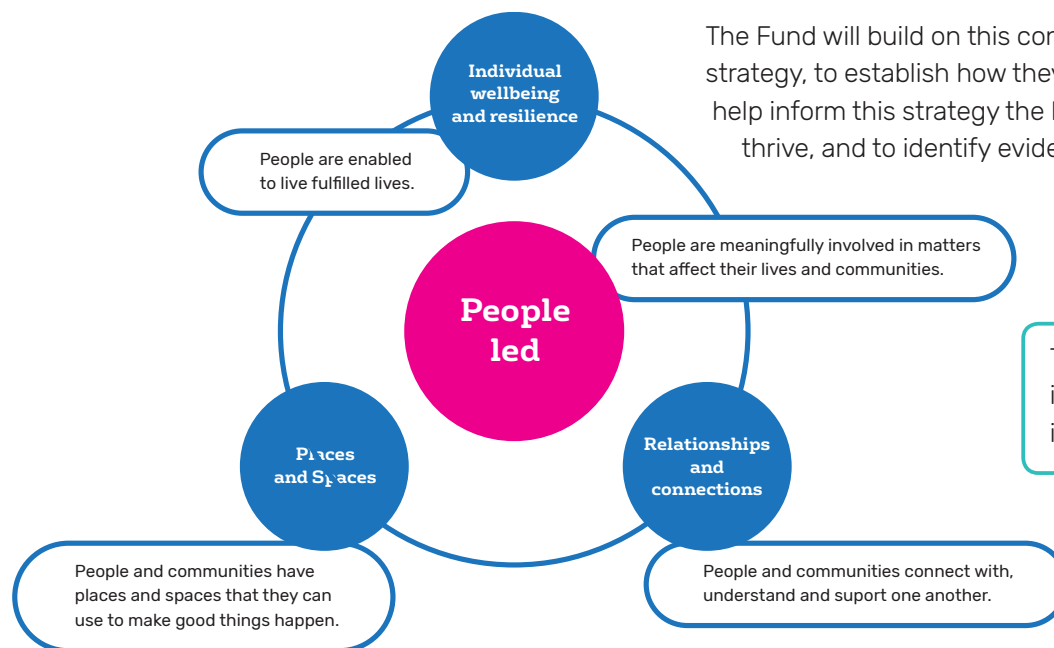 The Fund will build on this
strategy, to establish how they
help inform this strategy the
thrive, and to identify
Individual
wellbeing
and resilience
People are enabled
to live fulfilled lives.
People are meaningfully involved in matters
that affect their lives and communities.
People
led
Places
and Spaces
Relationships
and
connections
People and communities have
places and spaces that they can
use to make good things happen.
People and communities connect with,
understand and suport one another.